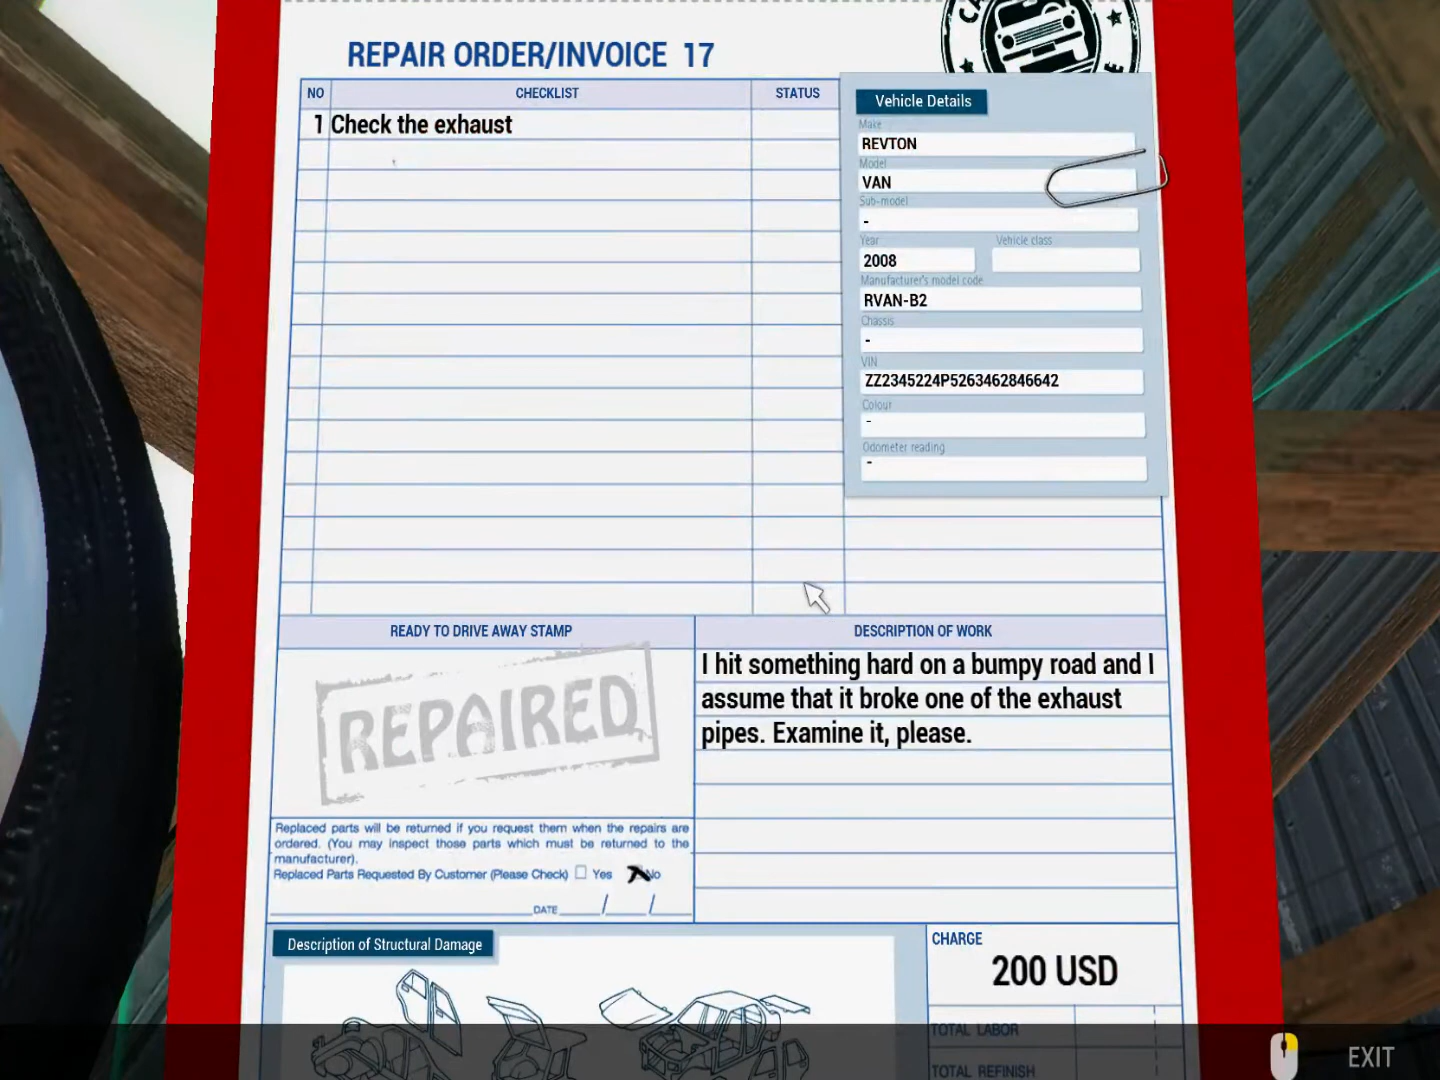 REPAIR ORDER/INVOICE 17
NO CHECKLIST STATUS
1 Check the exhaust
Vehicle Details
Make
REVTON
Model
VAN
Sub-model
-
Year Vehicle class
2008
Manufacturer's model code
RVAN-B2
Chassis
-
VIN
ZZ2345224P5263462846642
Colour
-
Odometer reading
-
READY TO DRIVE AWAY STAMP
REPAIRED
DESCRIPTION OF WORK
I hit something hard on a bumpy road and I
assume that it broke one of the exhaust
pipes. Examine it, please.
Replaced parts will be returned if you request them when the repairs are
ordered. (You may inspect those parts which must be returned to the
manufacturer).
Replaced Parts Requested By Customer (Please Check) Yes No
DATE / /
Description of Structural Damage
CHARGE
200 USD
TOTAL LABOR
TOTAL REFINISH
EXIT